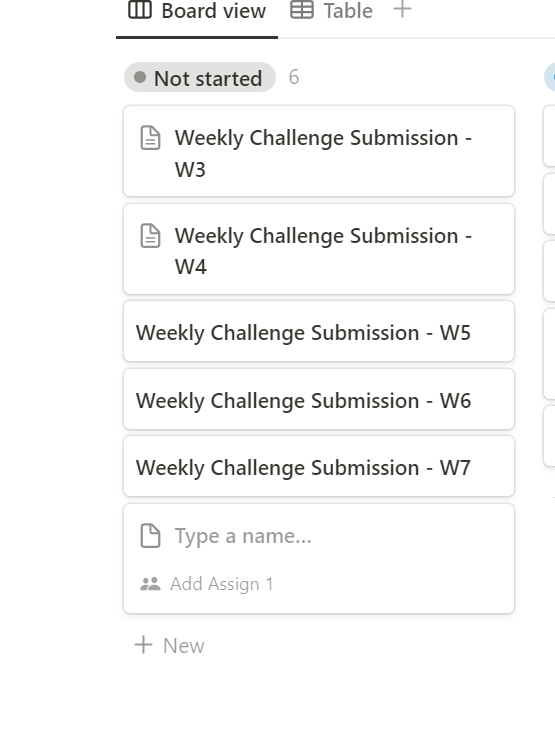 Board view
Table
Not started 6
Weekly Challenge Submission -
W3
Weekly Challenge Submission -
W4
Weekly Challenge Submission - W5
Weekly Challenge Submission - W6
Weekly Challenge Submission - W7
Type a name...
Add Assign 1
New